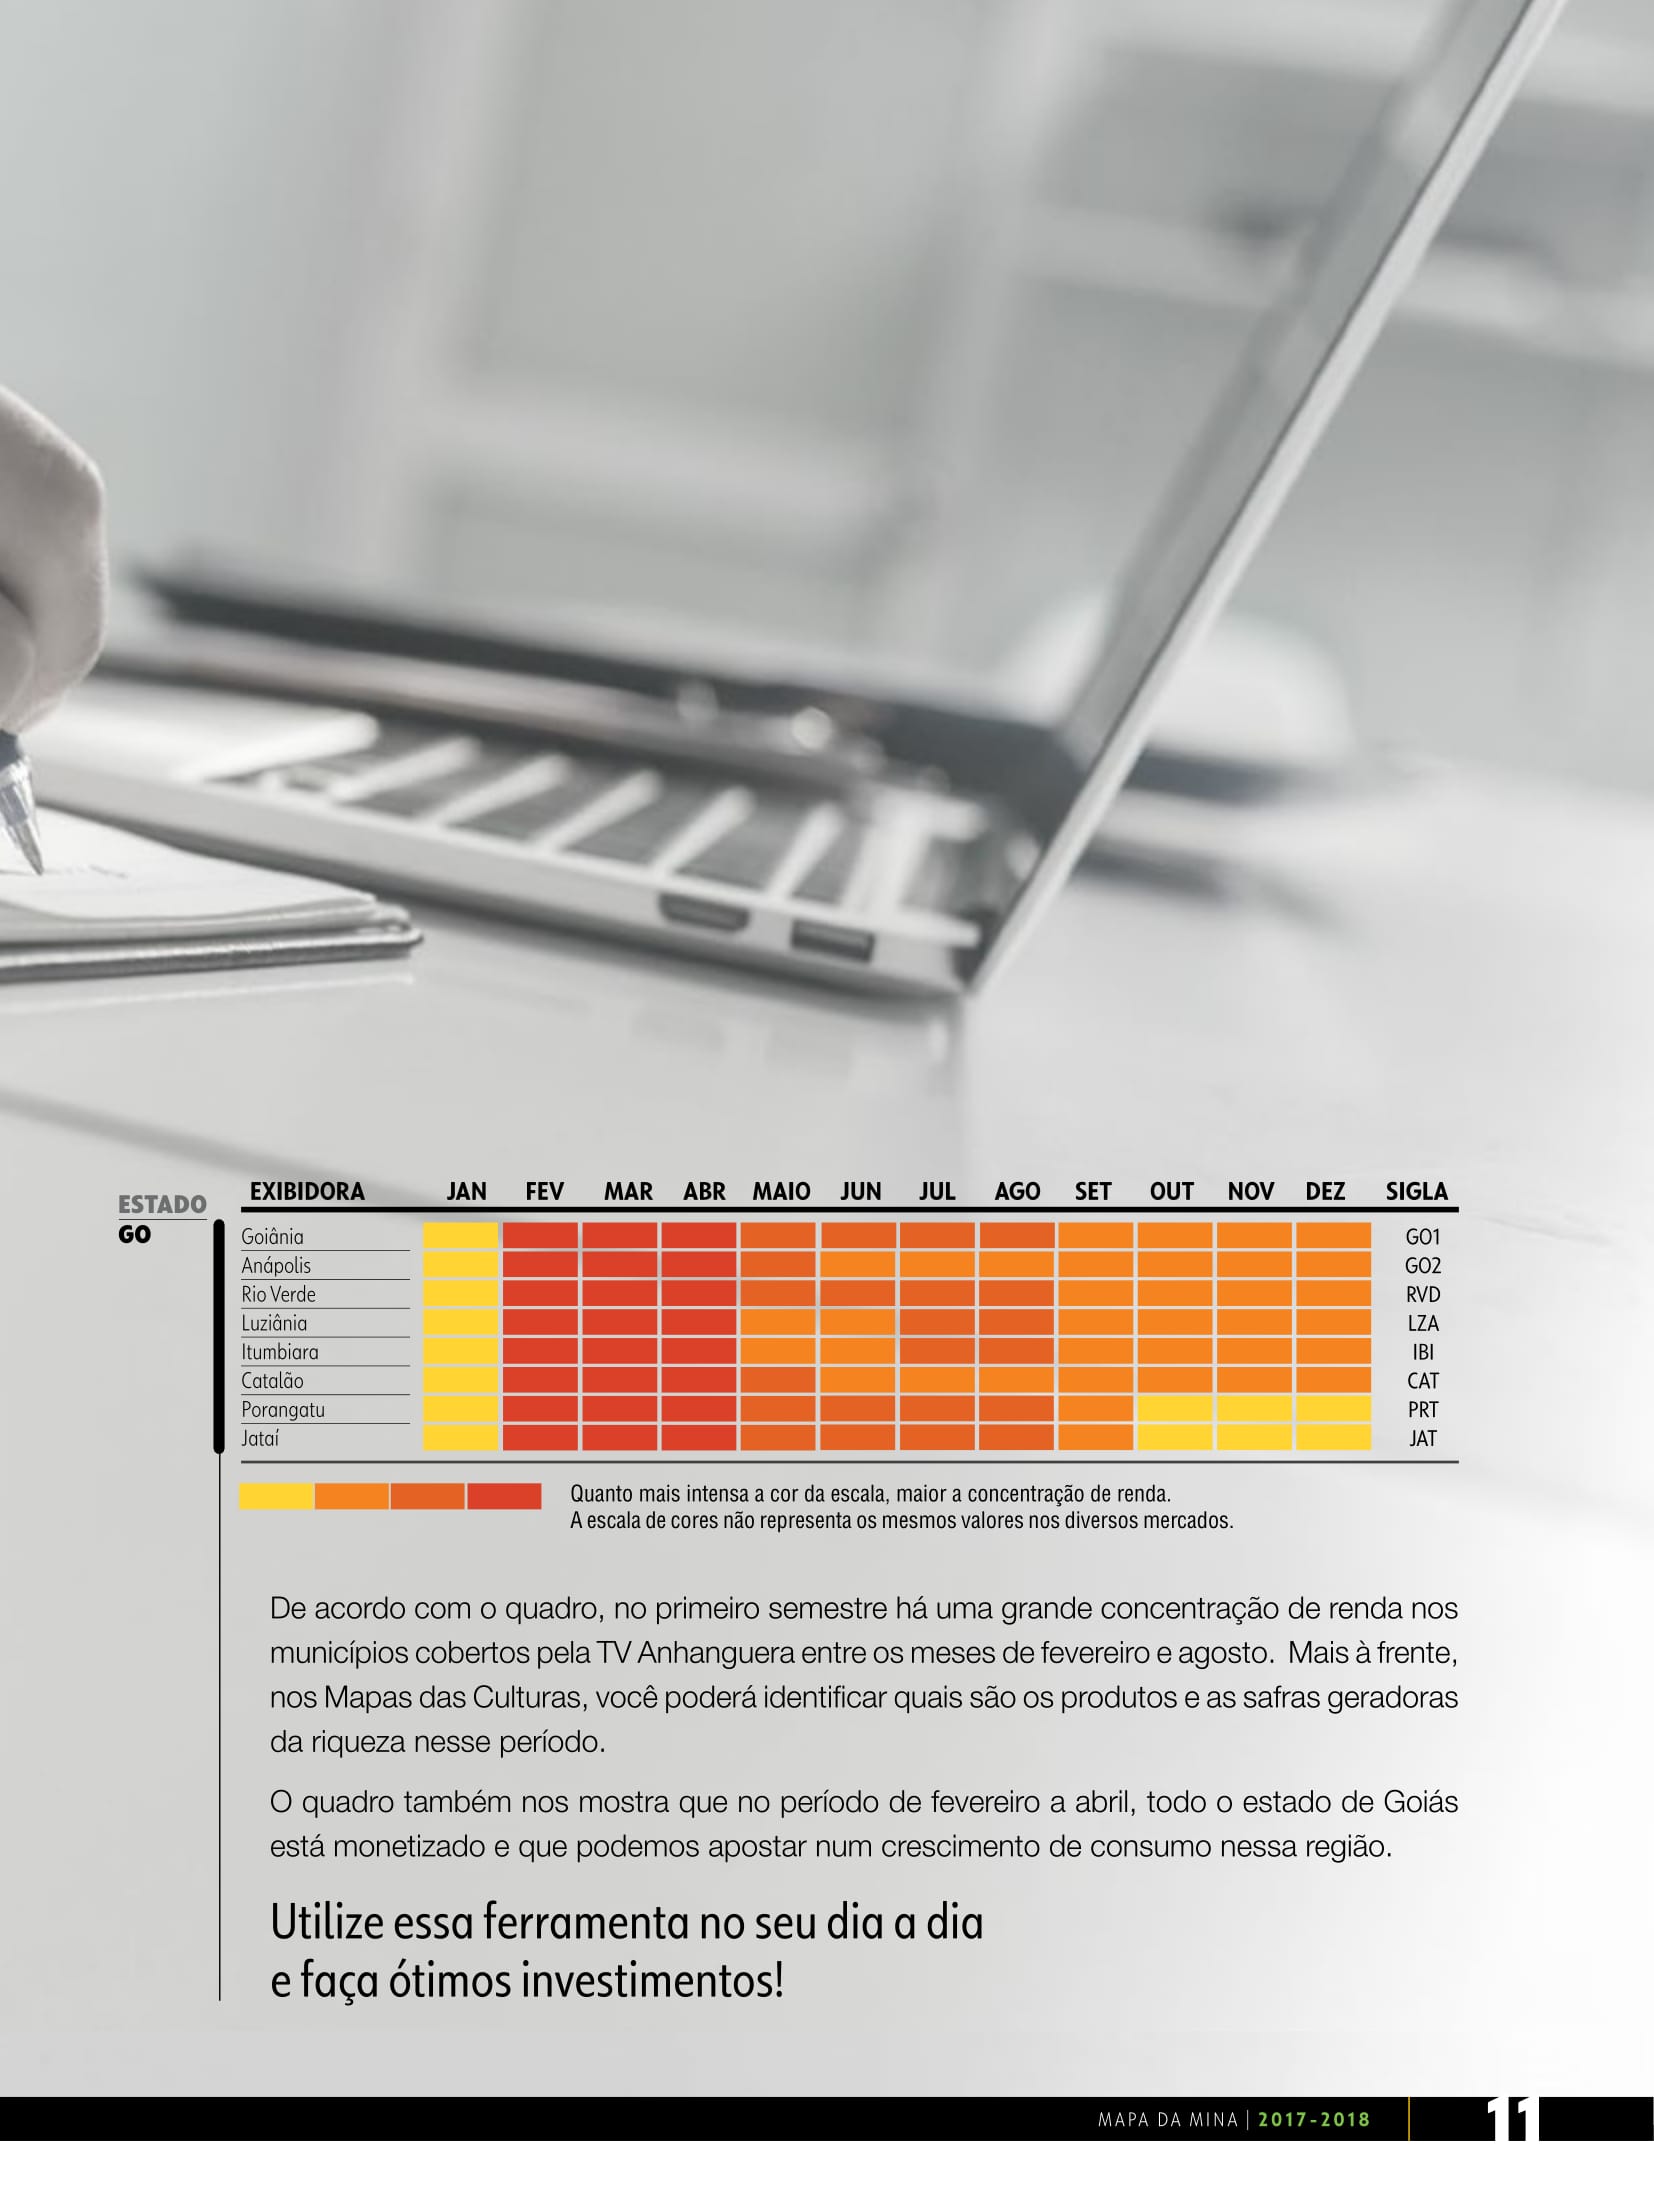 ESTADO
GO
EXIBIDORA JAN FEV MAR ABR MAIO JUN JUL AGO SET OUT NOV DEZ SIGLA
Goiânia GO1
Anápolis GO2
Rio Verde RVD
Luziânia LZA
Itumbiara IBI
Catalão CAT
Porangatu PRT
Jataí JAT
Quanto mais intensa a cor da escala, maior a concentração de renda.
A escala de cores não representa os mesmos valores nos diversos mercados.
De acordo com o quadro, no primeiro semestre há uma grande concentração de renda nos
municípios cobertos pela TV Anhanguera entre os meses de fevereiro e agosto. Mais à frente,
nos Mapas das Culturas, você poderá identificar quais são os produtos e as safras geradoras
da riqueza nesse período.
O quadro também nos mostra que no período de fevereiro a abril, todo o estado de Goiás
está monetizado e que podemos apostar num crescimento de consumo nessa região.
Utilize essa ferramenta no seu dia a dia
e faça ótimos investimentos!
MAPA DA MINA | 2017-2018 11